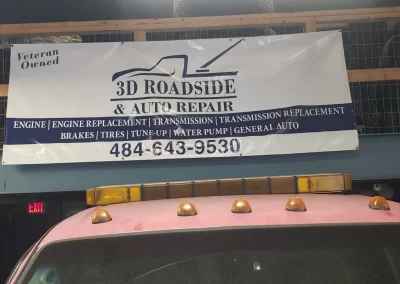 Veteran
Owned
3D ROADSIDE
& AUTO REPAIR
ENGINE | ENGINE REPLACEMENT | TRANSMISSION | TRANSMISSION REPLACEMENT
BRAKES | TIRES | TUNE-UP | WATER PUMP | GENERAL AUTO
484-643-9530
EXIT